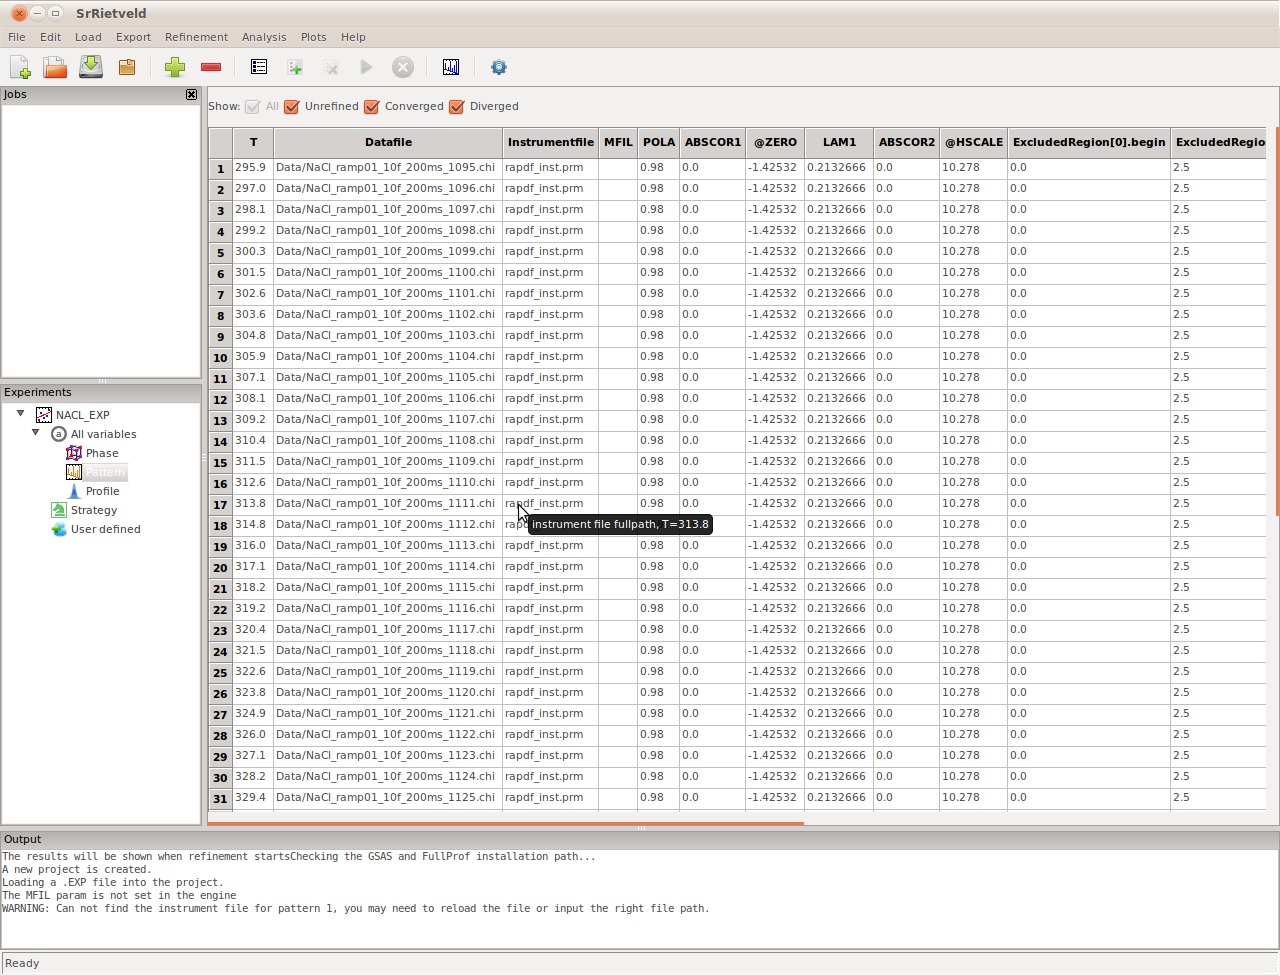 SrRietveld
File Edit Load Export Refinement Analysis Plots Help
Jobs
Show: All Unrefined Converged Diverged
T Datafile Instrumentfile MFIL POLA ABSCOR1 @ZERO LAM1 ABSCOR2 @HSCALE ExcludedRegion[0].begin ExcludedRegio
1 295.9 Data/NaCl_ramp01_10f_200ms_1095.chi rapdf_inst.prm 0.98 0.0 -1.42532 0.2132666 0.0 10.278 0.0 2.5
2 297.0 Data/NaCl_ramp01_10f_200ms_1096.chi rapdf_inst.prm 0.98 0.0 -1.42532 0.2132666 0.0 10.278 0.0 2.5
3 298.1 Data/NaCl_ramp01_10f_200ms_1097.chi rapdf_inst.prm 0.98 0.0 -1.42532 0.2132666 0.0 10.278 0.0 2.5
4 299.2 Data/NaCl_ramp01_10f_200ms_1098.chi rapdf_inst.prm 0.98 0.0 -1.42532 0.2132666 0.0 10.278 0.0 2.5
5 300.3 Data/NaCl_ramp01_10f_200ms_1099.chi rapdf_inst.prm 0.98 0.0 -1.42532 0.2132666 0.0 10.278 0.0 2.5
6 301.5 Data/NaCl_ramp01_10f_200ms_1100.chi rapdf_inst.prm 0.98 0.0 -1.42532 0.2132666 0.0 10.278 0.0 2.5
7 302.6 Data/NaCl_ramp01_10f_200ms_1101.chi rapdf_inst.prm 0.98 0.0 -1.42532 0.2132666 0.0 10.278 0.0 2.5
8 303.6 Data/NaCl_ramp01_10f_200ms_1102.chi rapdf_inst.prm 0.98 0.0 -1.42532 0.2132666 0.0 10.278 0.0 2.5
9 304.8 Data/NaCl_ramp01_10f_200ms_1103.chi rapdf_inst.prm 0.98 0.0 -1.42532 0.2132666 0.0 10.278 0.0 2.5
10 305.9 Data/NaCl_ramp01_10f_200ms_1104.chi rapdf_inst.prm 0.98 0.0 -1.42532 0.2132666 0.0 10.278 0.0 2.5
11 307.1 Data/NaCl_ramp01_10f_200ms_1105.chi rapdf_inst.prm 0.98 0.0 -1.42532 0.2132666 0.0 10.278 0.0 2.5
12 308.1 Data/NaCl_ramp01_10f_200ms_1106.chi rapdf_inst.prm 0.98 0.0 -1.42532 0.2132666 0.0 10.278 0.0 2.5
13 309.2 Data/NaCl_ramp01_10f_200ms_1107.chi rapdf_inst.prm 0.98 0.0 -1.42532 0.2132666 0.0 10.278 0.0 2.5
14 310.4 Data/NaCl_ramp01_10f_200ms_1108.chi rapdf_inst.prm 0.98 0.0 -1.42532 0.2132666 0.0 10.278 0.0 2.5
15 311.5 Data/NaCl_ramp01_10f_200ms_1109.chi rapdf_inst.prm 0.98 0.0 -1.42532 0.2132666 0.0 10.278 0.0 2.5
16 312.6 Data/NaCl_ramp01_10f_200ms_1110.chi rapdf_inst.prm 0.98 0.0 -1.42532 0.2132666 0.0 10.278 0.0 2.5
17 313.8 Data/NaCl_ramp01_10f_200ms_1111.chi rapdf_inst.prm 0.98 0.0 -1.42532 0.2132666 0.0 10.278 0.0 2.5
18 314.8 Data/NaCl_ramp01_10f_200ms_1112.chi -1.42532 0.2132666 0.0 10.278 0.0 2.5
instrument file fullpath, T=313.8
19 316.0 Data/NaCl_ramp01_10f_200ms_1113.chi rapdf_inst.prm 0.98 0.0 -1.42532 0.2132666 0.0 10.278 0.0 2.5
20 317.1 Data/NaCl_ramp01_10f_200ms_1114.chi rapdf_inst.prm 0.98 0.0 -1.42532 0.2132666 0.0 10.278 0.0 2.5
21 318.2 Data/NaCl_ramp01_10f_200ms_1115.chi rapdf_inst.prm 0.98 0.0 -1.42532 0.2132666 0.0 10.278 0.0 2.5
22 319.2 Data/NaCl_ramp01_10f_200ms_1116.chi rapdf_inst.prm 0.98 0.0 -1.42532 0.2132666 0.0 10.278 0.0 2.5
23 320.4 Data/NaCl_ramp01_10f_200ms_1117.chi rapdf_inst.prm 0.98 0.0 -1.42532 0.2132666 0.0 10.278 0.0 2.5
24 321.5 Data/NaCl_ramp01_10f_200ms_1118.chi rapdf_inst.prm 0.98 0.0 -1.42532 0.2132666 0.0 10.278 0.0 2.5
25 322.6 Data/NaCl_ramp01_10f_200ms_1119.chi rapdf_inst.prm 0.98 0.0 -1.42532 0.2132666 0.0 10.278 0.0 2.5
26 323.8 Data/NaCl_ramp01_10f_200ms_1120.chi rapdf_inst.prm 0.98 0.0 -1.42532 0.2132666 0.0 10.278 0.0 2.5
27 324.9 Data/NaCl_ramp01_10f_200ms_1121.chi rapdf_inst.prm 0.98 0.0 -1.42532 0.2132666 0.0 10.278 0.0 2.5
28 326.0 Data/NaCl_ramp01_10f_200ms_1122.chi rapdf_inst.prm 0.98 0.0 -1.42532 0.2132666 0.0 10.278 0.0 2.5
29 327.1 Data/NaCl_ramp01_10f_200ms_1123.chi rapdf_inst.prm 0.98 0.0 -1.42532 0.2132666 0.0 10.278 0.0 2.5
30 328.2 Data/NaCl_ramp01_10f_200ms_1124.chi rapdf_inst.prm 0.98 0.0 -1.42532 0.2132666 0.0 10.278 0.0 2.5
31 329.4 Data/NaCl_ramp01_10f_200ms_1125.chi rapdf_inst.prm 0.98 0.0 -1.42532 0.2132666 0.0 10.278 0.0 2.5
Experiments
NACL_EXP
All variables
Phase
Pattern
Profile
Strategy
User defined
Output
The results will be shown when refinement startsChecking the GSAS and FullProf installation path...
A new project is created.
Loading a .EXP file into the project.
The MFIL param is not set in the engine
WARNING: Can not find the instrument file for pattern 1, you may need to reload the file or input the right file path.
Ready